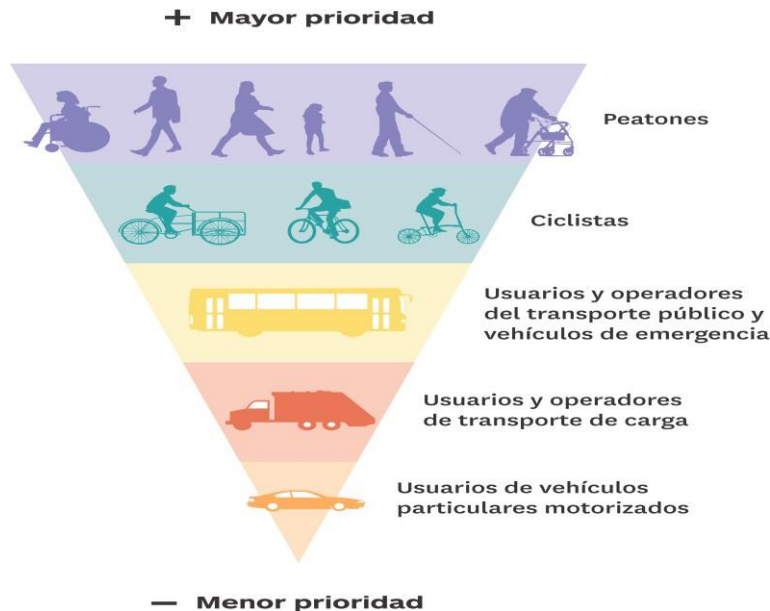 + Mayor prioridad
Peatones
Ciclistas
Usuarios y operadores
del transporte público y
vehículos de emergencia
Usuarios y operadores
de transporte de carga
Usuarios de vehículos
particulares motorizados
— Menor prioridad